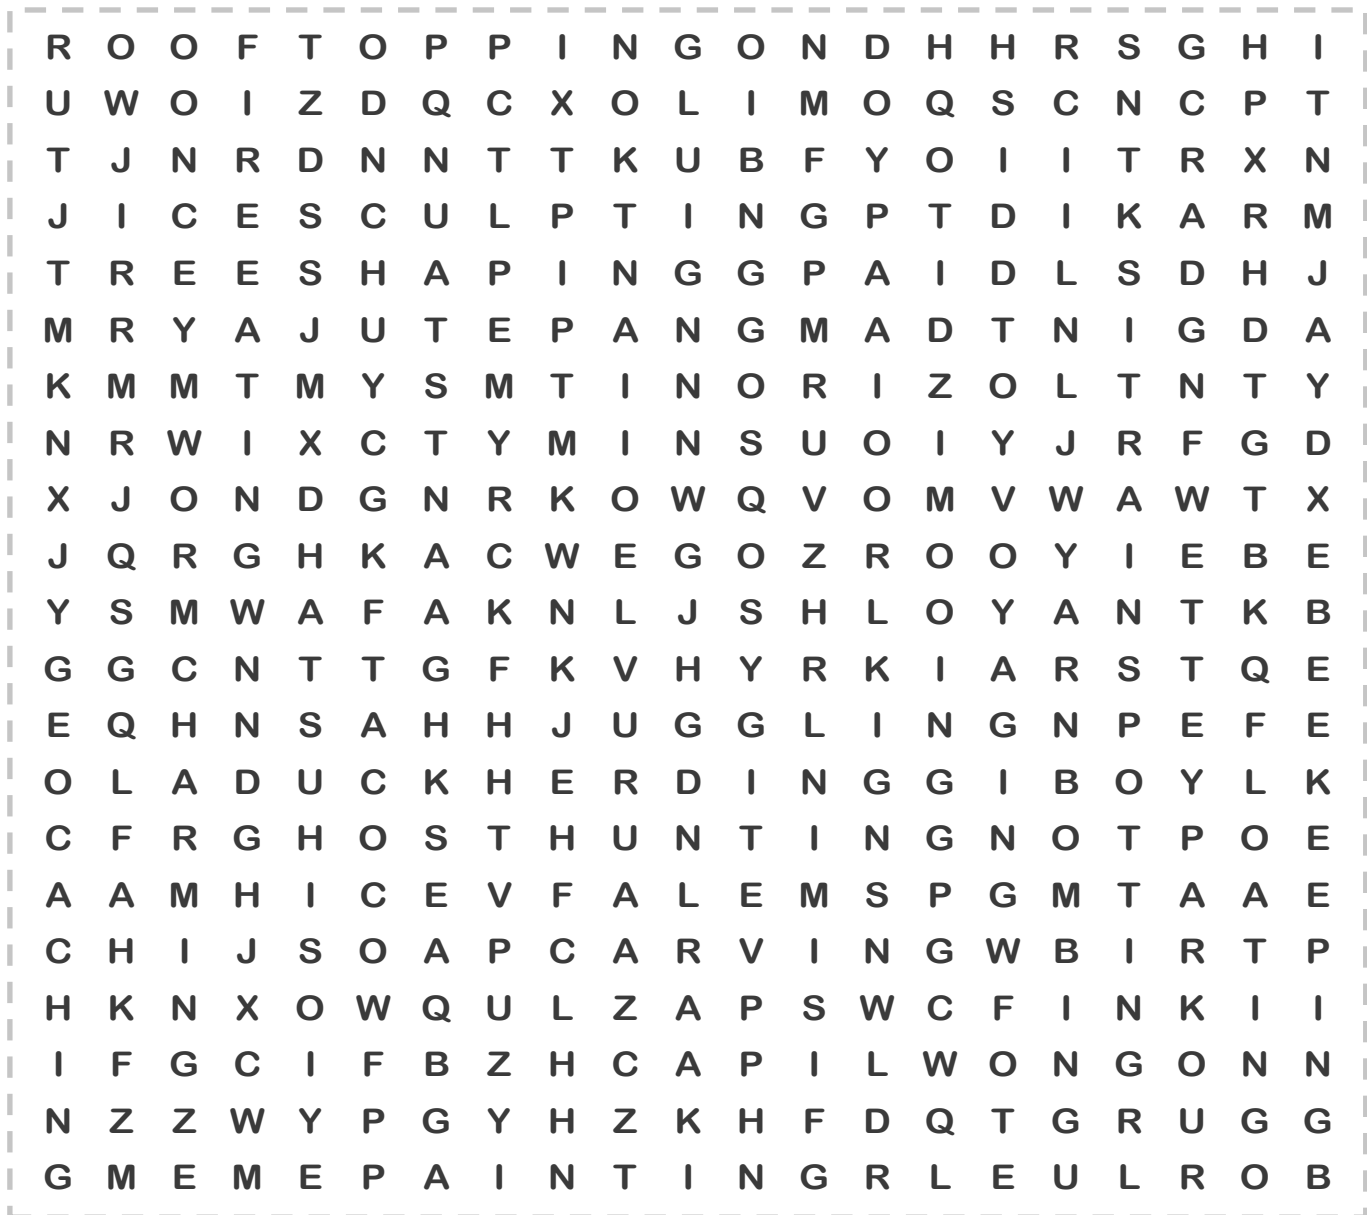 R O O F T O P P I N G O N D H H R S G H I
U W O I Z D Q C X O L I M O Q S C N C P T
T J N R D N N T T K U B F Y O I I T R X N
J I C E S C U L P T I N G P T D I K A R M
T R E E S H A P I N G G P A I D L S D H J
M R Y A J U T E P A N G M A D T N I G D A
K M M T M Y S M T I N O R I Z O L T N T Y
N R W I X C T Y M I N S U O I Y J R F G D
X J O N D G N R K O W Q V O M V W A W T X
J Q R G H K A C W E G O Z R O O Y I E B E
Y S M W A F A K N L J S H L O Y A N T K B
G G C N T T G F K V H Y R K I A R S T Q E
E Q H N S A H H J U G G L I N G N P E F E
O L A D U C K H E R D I N G G I B O Y L K
C F R G H O S T H U N T I N G N O T P O E
A A M H I C E V F A L E M S P G M T A A E
C H I J S O A P C A R V I N G W B I R T P
H K N X O W Q U L Z A P S W C F I N K I I
I F G C I F B Z H C A P I L W O N G O N N
N Z Z W Y P G Y H Z K H F D Q T G R U G G
G M E M E P A I N T I N G R L E U L R O B